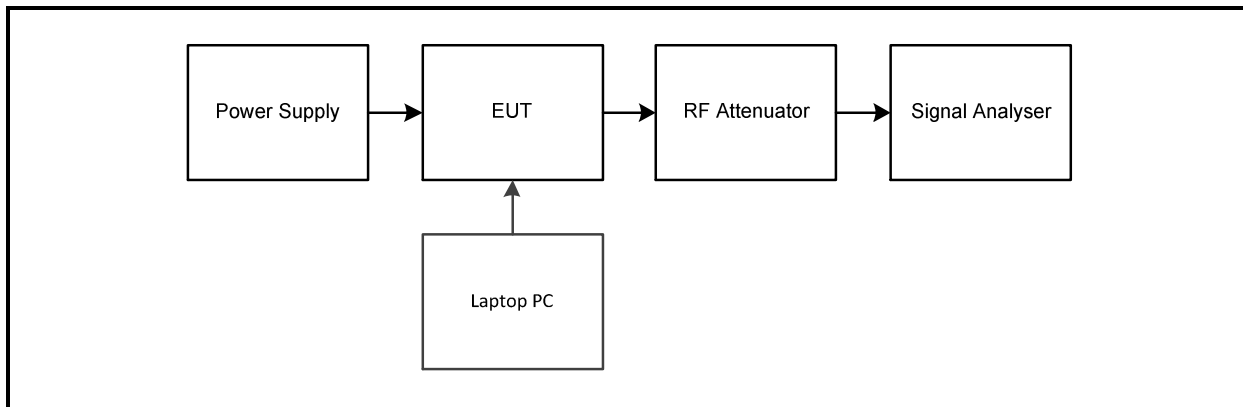 Power Supply
EUT
RF Attenuator
Signal Analyser
Laptop PC